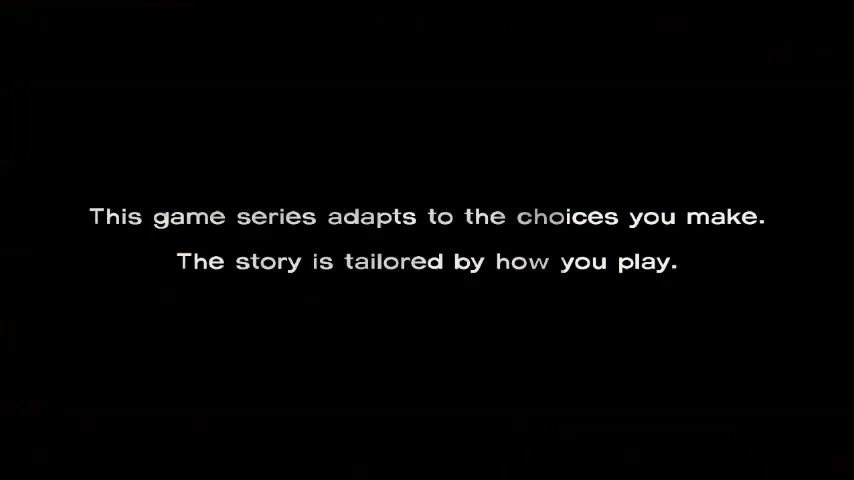 This game series adapts to the choices you make.
The story is tailored by how you play.